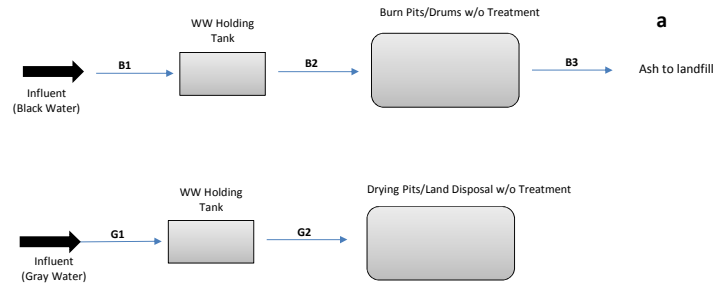 Burn Pits/Drums w/o Treatment
a
WW Holding
Tank
B1
B2
B3
Ash to landfill
Influent
(Black Water)
WW Holding
Tank
Drying Pits/Land Disposal w/o Treatment
G1
G2
Influent
(Gray Water)